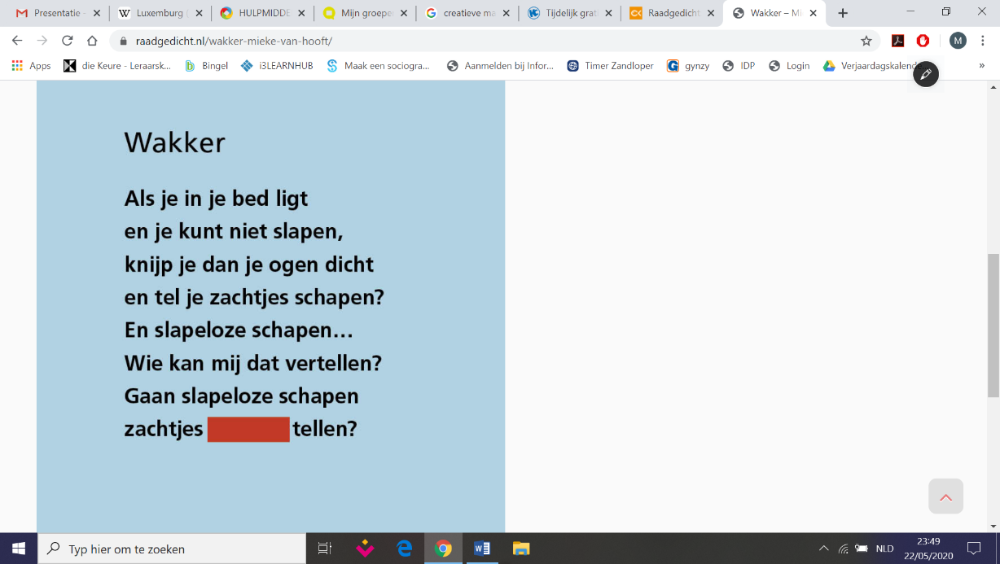 Presentatie -
Luxemburg (
HULPMIDDE
Mijn groepe
creatieve ma
Tijdelijk grat
Raadgedicht
Wakker – Mi
raadgedicht.nl/wakker-mieke-van-hooft/
M
Apps
die Keure - Leraarsk...
Bingel
i3LEARNHUB
Maak een sociogra...
Aanmelden bij Infor...
Timer Zandloper
gynzy
IDP
Login
Verjaardagskalend
»
Wakker
Als je in je bed ligt
en je kunt niet slapen,
knijp je dan je ogen dicht
en tel je zachtjes schapen?
En slapeloze schapen…
Wie kan mij dat vertellen?
Gaan slapeloze schapen
zachtjes tellen?
Typ hier om te zoeken
NLD
23:49
22/05/2020